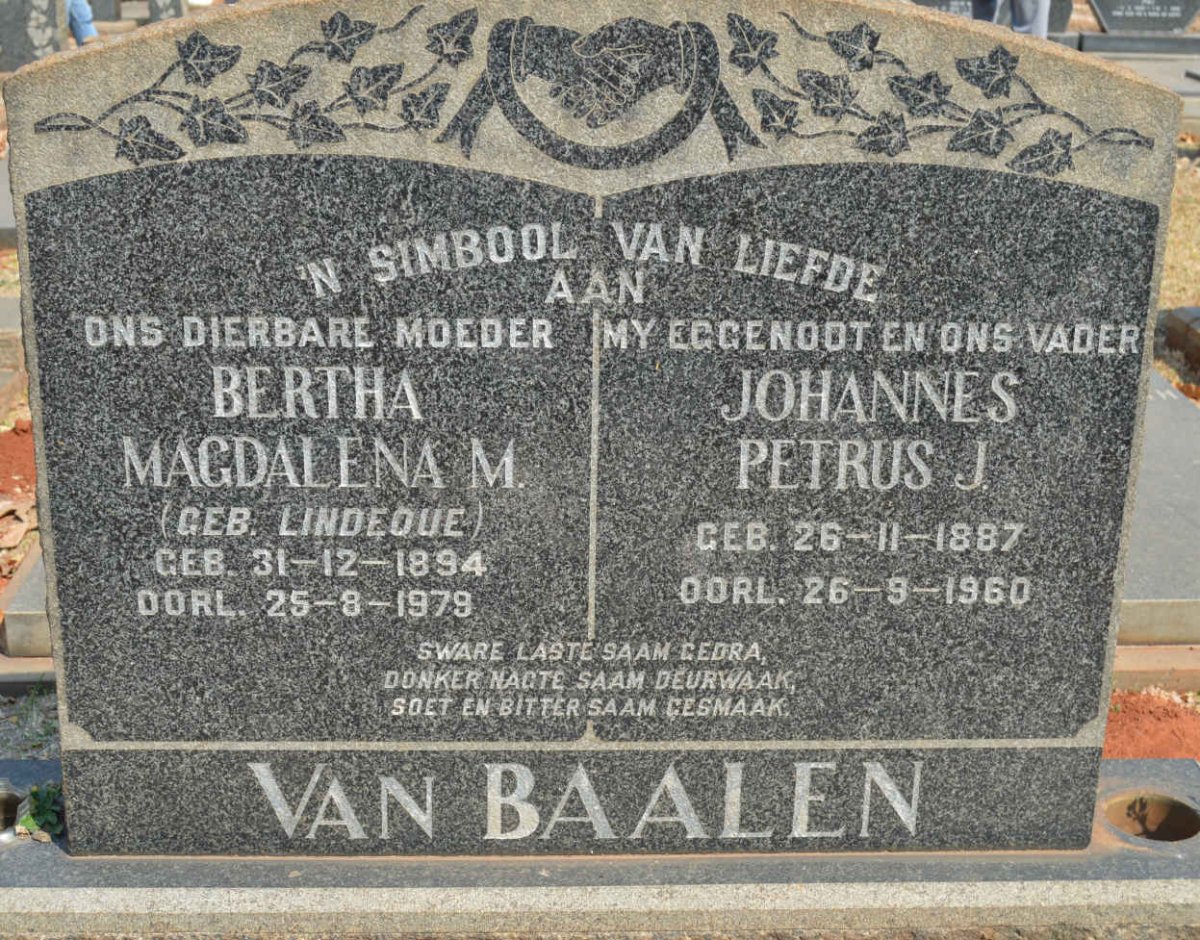 'N SIMBOOL VAN LIEFDE
AAN
ONS DIERBARE MOEDER
BERTHA
MAGDALENA M.
(GEB. LINDEQUE)
GEB. 31-12-1894
OORL. 25-8-1979
MY EGGENOOT EN ONS VADER
JOHANNES
PETRUS J.
GEB. 26-11-1887
OORL. 26-9-1960
SWARE LASTE SAAM GEDRA,
DONKER NAGTE SAAM DEURWAAK,
SOET EN BITTER SAAM GESMAAK.
VAN BAALEN